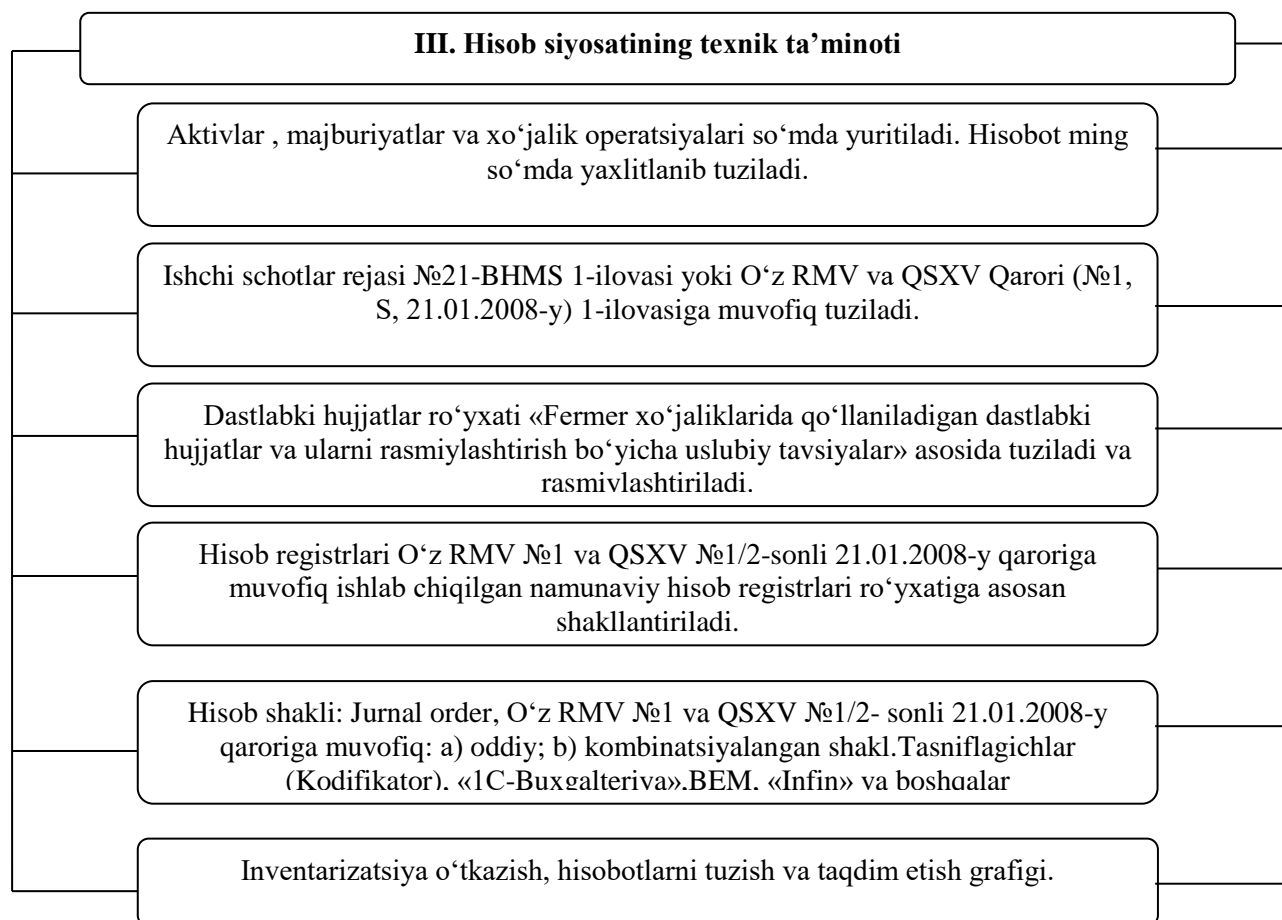 III. Hisob siyosatining texnik ta’minoti
Aktivlar , majburiyatlar va xo‘jalik operatsiyalari so‘mda yuritiladi. Hisobot ming
so‘mda yaxlitlanib tuziladi.
Ishchi schotlar rejasi №21-BHMS 1-ilovasi yoki O‘z RMV va QSXV Qarori (№1,
S, 21.01.2008-y) 1-ilovasiga muvofiq tuziladi.
Dastlabki hujjatlar ro‘yxati «Fermer xo‘jaliklarida qo‘llaniladigan dastlabki
hujjatlar va ularni rasmiylashtirish bo‘yicha uslubiy tavsiyalar» asosida tuziladi va
rasmiylashtiriladi.
Hisob registrlari O‘z RMV №1 va QSXV №1/2-sonli 21.01.2008-y qaroriga
muvofiq ishlab chiqilgan namunaviy hisob registrlari ro‘yxatiga asosan
shakllantiriladi.
Hisob shakli: Jurnal order, O‘z RMV №1 va QSXV №1/2- sonli 21.01.2008-y
qaroriga muvofiq: a) oddiy; b) kombinatsiyalangan shakl.Tasniflagichlar
(Kodifikator), «1C-Buxgalteriya»,BEM, «Infin» va boshqalar
Inventarizatsiya o‘tkazish, hisobotlarni tuzish va taqdim etish grafigi.